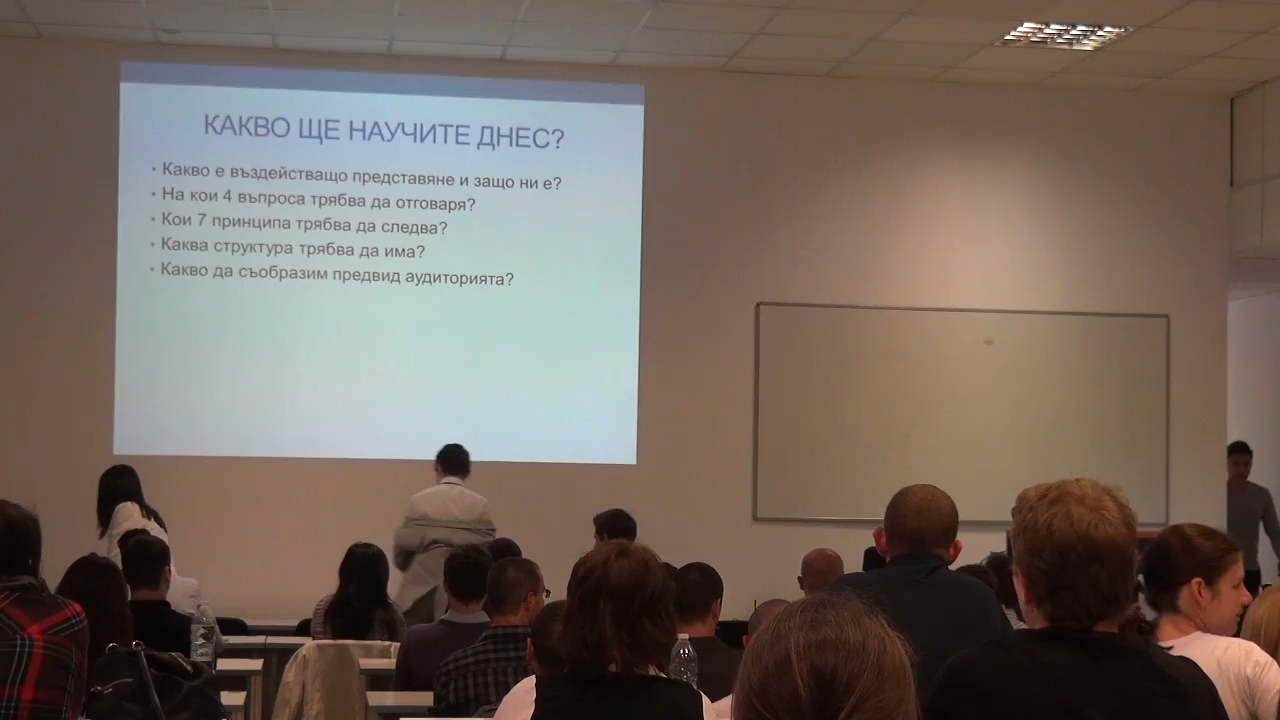 КАКВО ЩЕ НАУЧИТЕ ДНЕС?
• Какво е въздействащо представяне и защо ни е?
• На кои 4 въпроса трябва да отговаря?
• Кои 7 принципа трябва да следва?
• Каква структура трябва да има?
• Какво да съобразим предвид аудиторията?